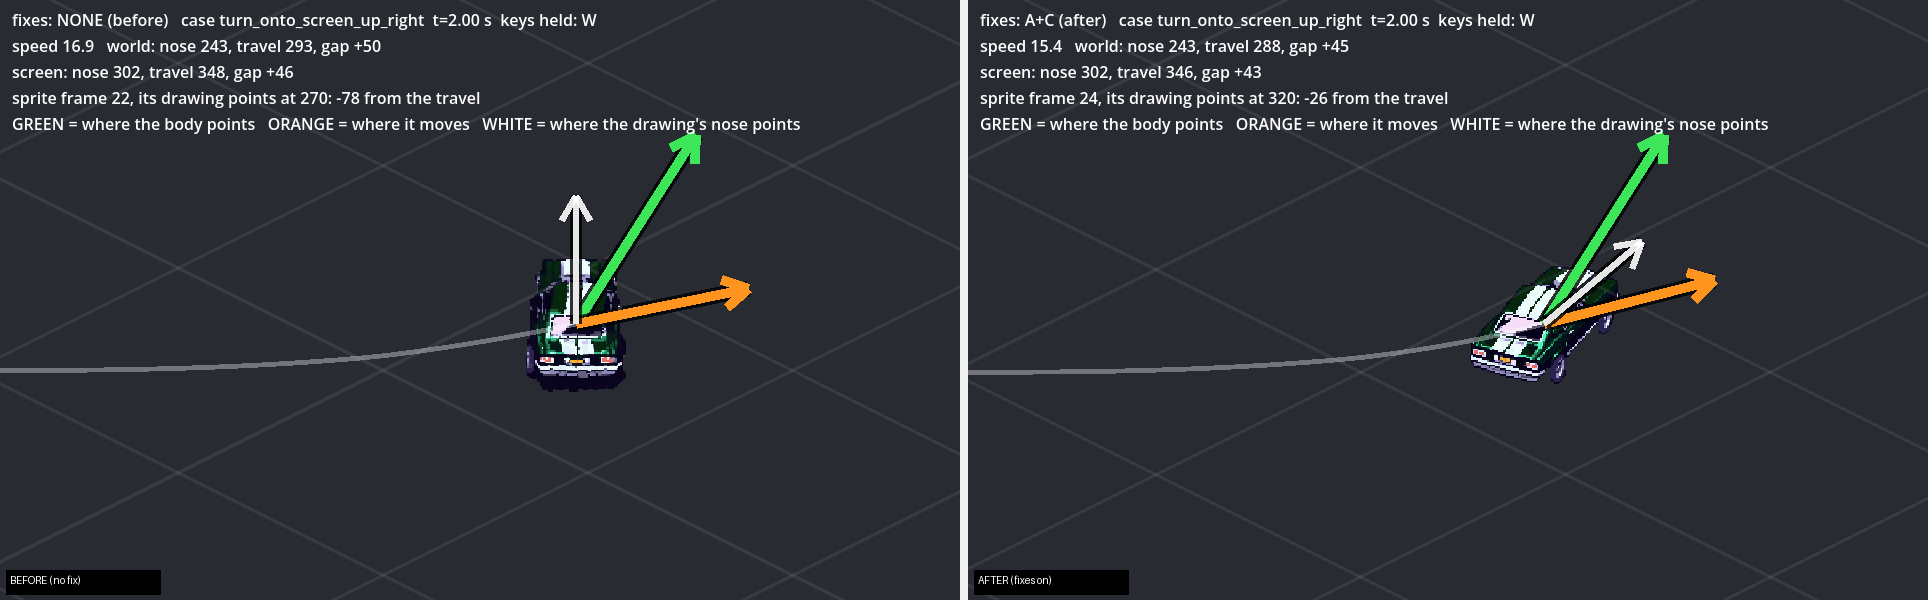 fixes: NONE (before)   case turn_onto_screen_up_right  t=2.00 s  keys held: W
speed 16.9   world: nose 243, travel 293, gap +50
screen: nose 302, travel 348, gap +46
sprite frame 22, its drawing points at 270: -78 from the travel
GREEN = where the body points   ORANGE = where it moves   WHITE = where the drawing's nose points
BEFORE (no fix)
fixes: A+C (after)   case turn_onto_screen_up_right  t=2.00 s  keys held: W
speed 15.4   world: nose 243, travel 288, gap +45
screen: nose 302, travel 346, gap +43
sprite frame 24, its drawing points at 320: -26 from the travel
GREEN = where the body points   ORANGE = where it moves   WHITE = where the drawing's nose points
AFTER (fixes on)